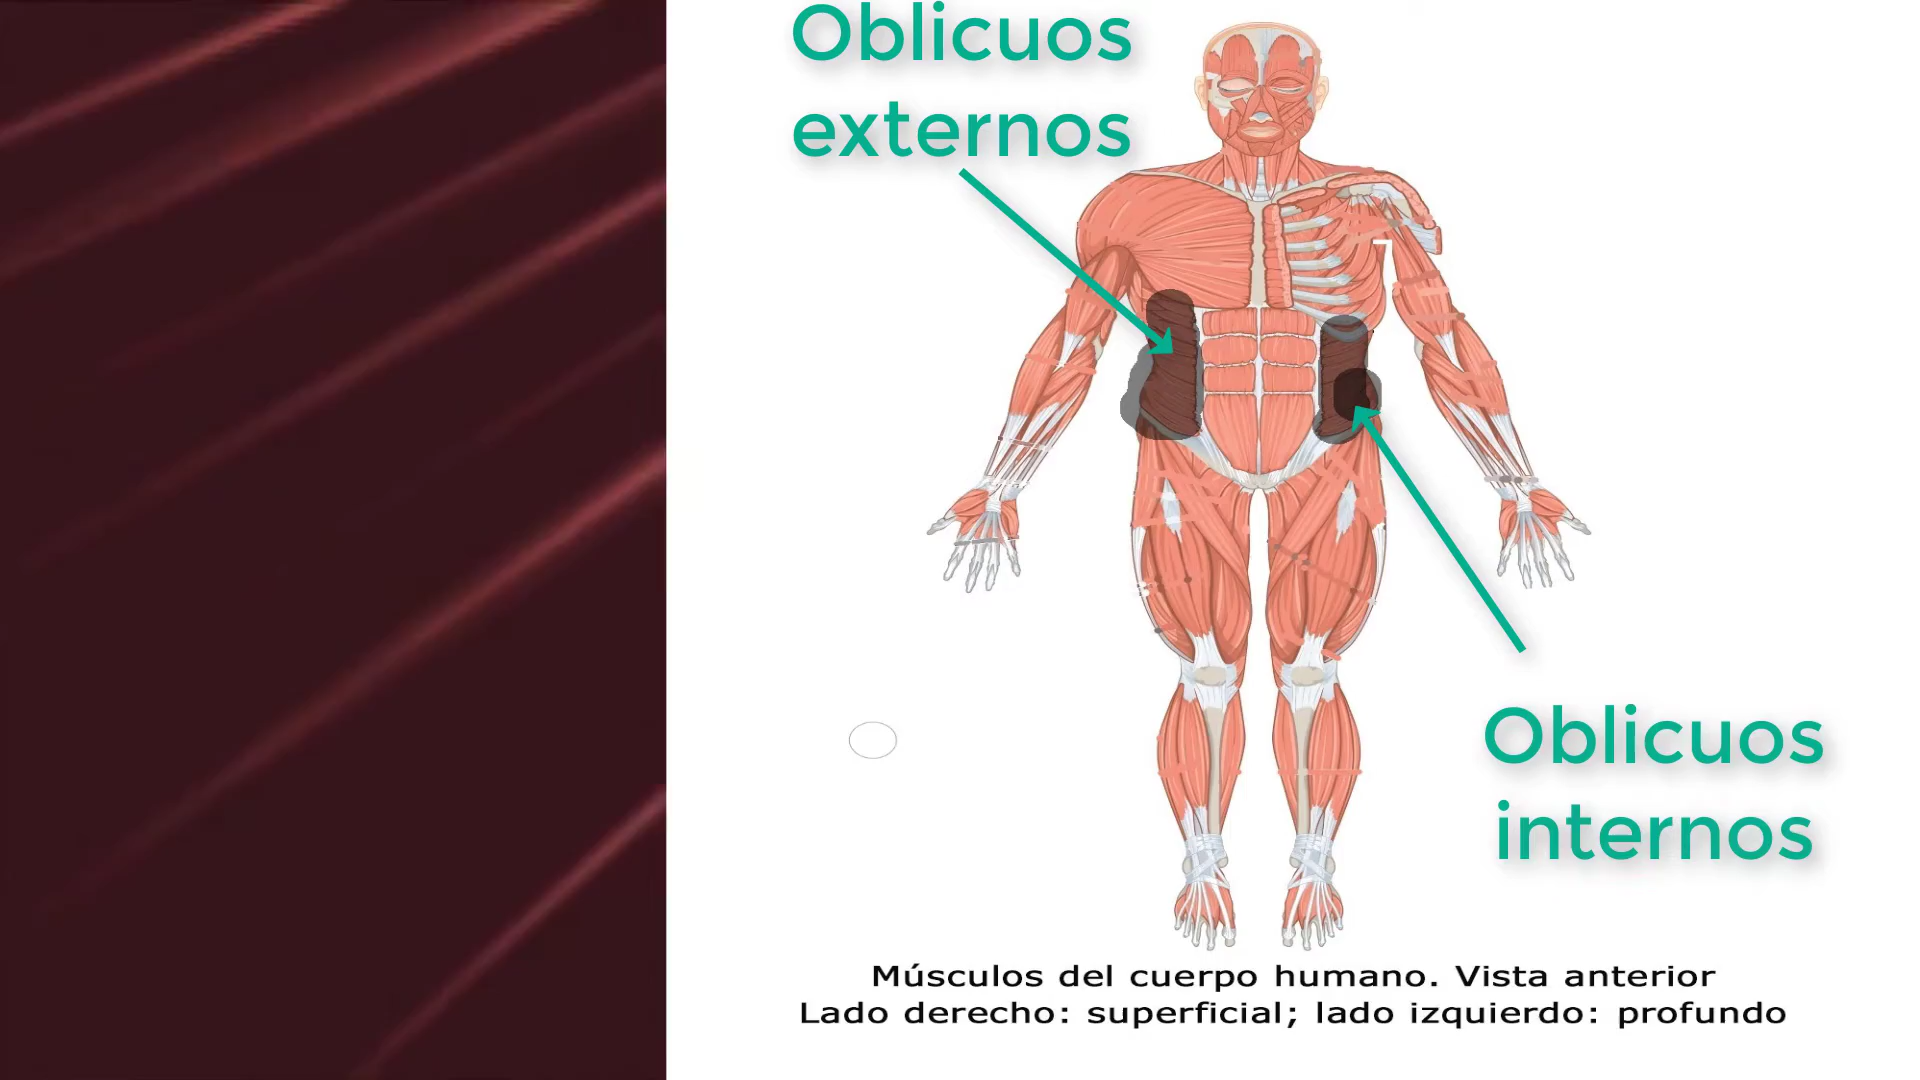 Oblicuos
externos
Oblicuos
internos
Músculos del cuerpo humano. Vista anterior
Lado derecho: superficial; lado izquierdo: profundo